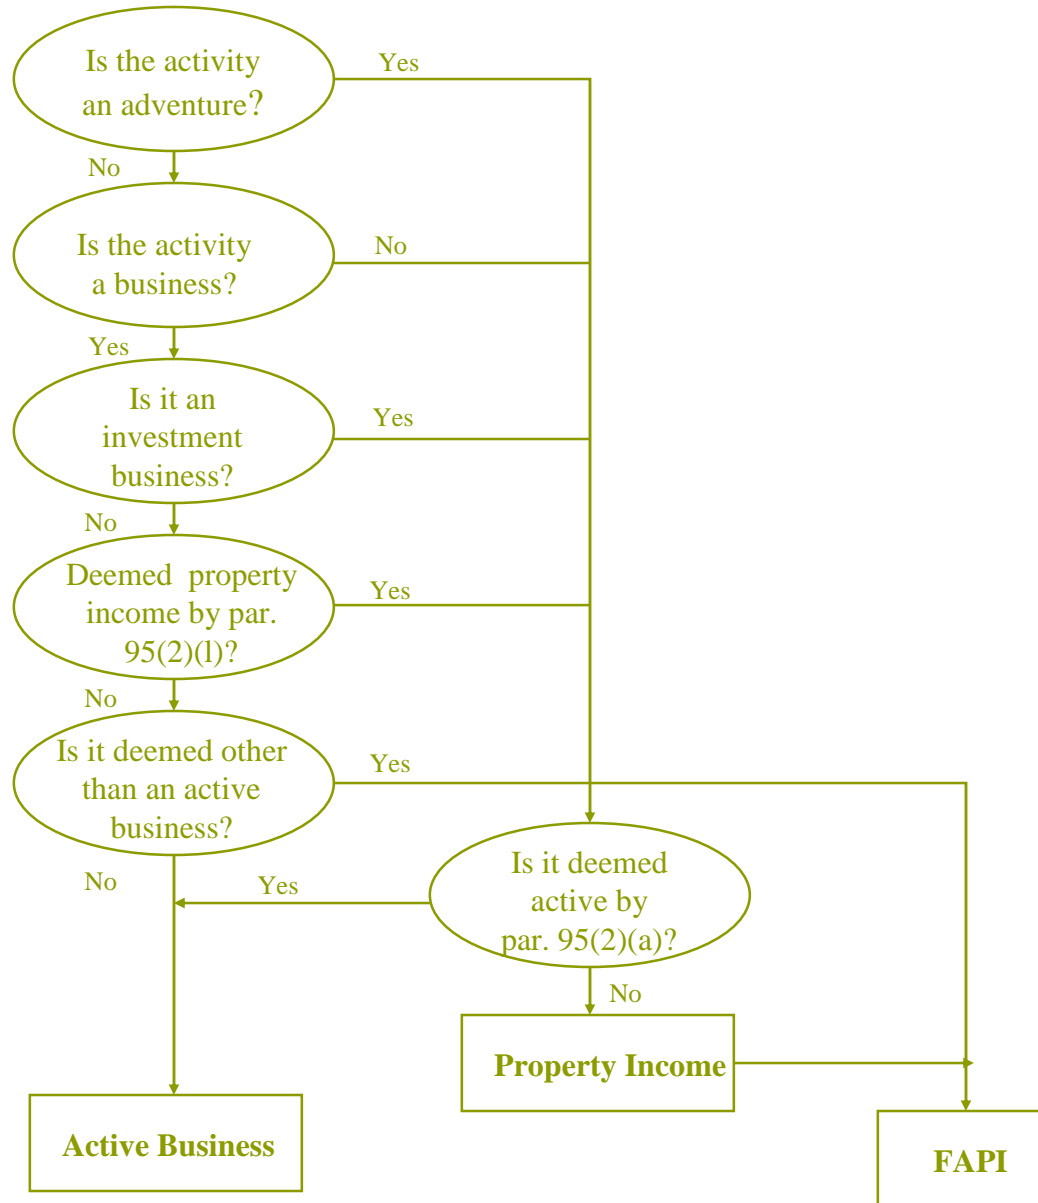 Is the activity
an adventure?
Yes
No
Is the activity
a business?
No
Yes
Is it an
investment
business?
Yes
No
Deemed property
income by par.
95(2)(l)?
Yes
No
Is it deemed other
than an active
business?
Yes
No
Yes
Is it deemed
active by
par. 95(2)(a)?
No
Property Income
Active Business
FAPI